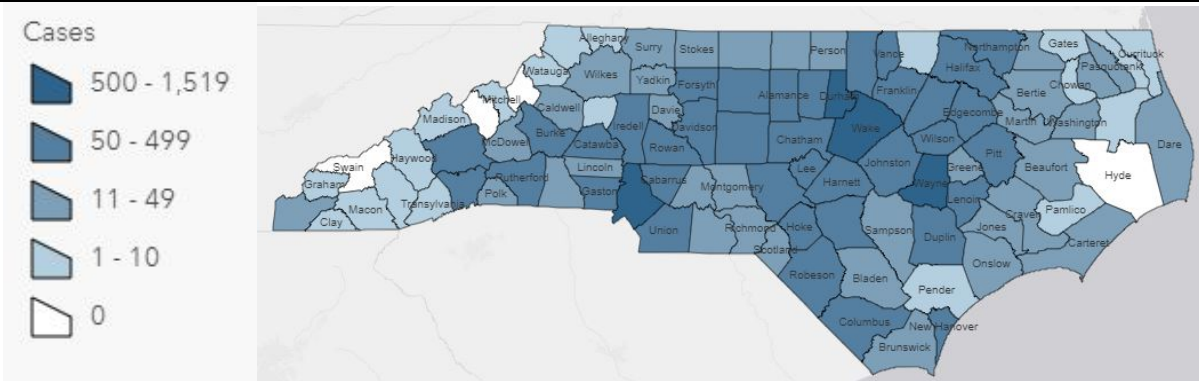 Cases
500 - 1,519
50 - 499
11 - 49
1 - 10
0
Alleghany
Surry
Stokes
Person
Vance
Northampton
Gates
Currituck
Watauga
Wilkes
Yadkin
Forsyth
Halifax
Pasquotank
Mitchell
Caldwell
Davie
Alamance
Durham
Franklin
Bertie
Chowan
Madison
Burke
Iredell
Davidson
Edgecombe
Martin
Washington
McDowell
Catawba
Rowan
Chatham
Wake
Wilson
Dare
Swain
Haywood
Lincoln
Lee
Johnston
Greene
Pitt
Beaufort
Hyde
Graham
Rutherford
Polk
Gaston
Cabarrus
Montgomery
Harnett
Wayne
Lenoir
Macon
Transylvania
Craven
Pamlico
Clay
Union
Richmond
Hoke
Sampson
Duplin
Jones
Carteret
Scotland
Onslow
Robeson
Bladen
Pender
Columbus
New Hanover
Brunswick